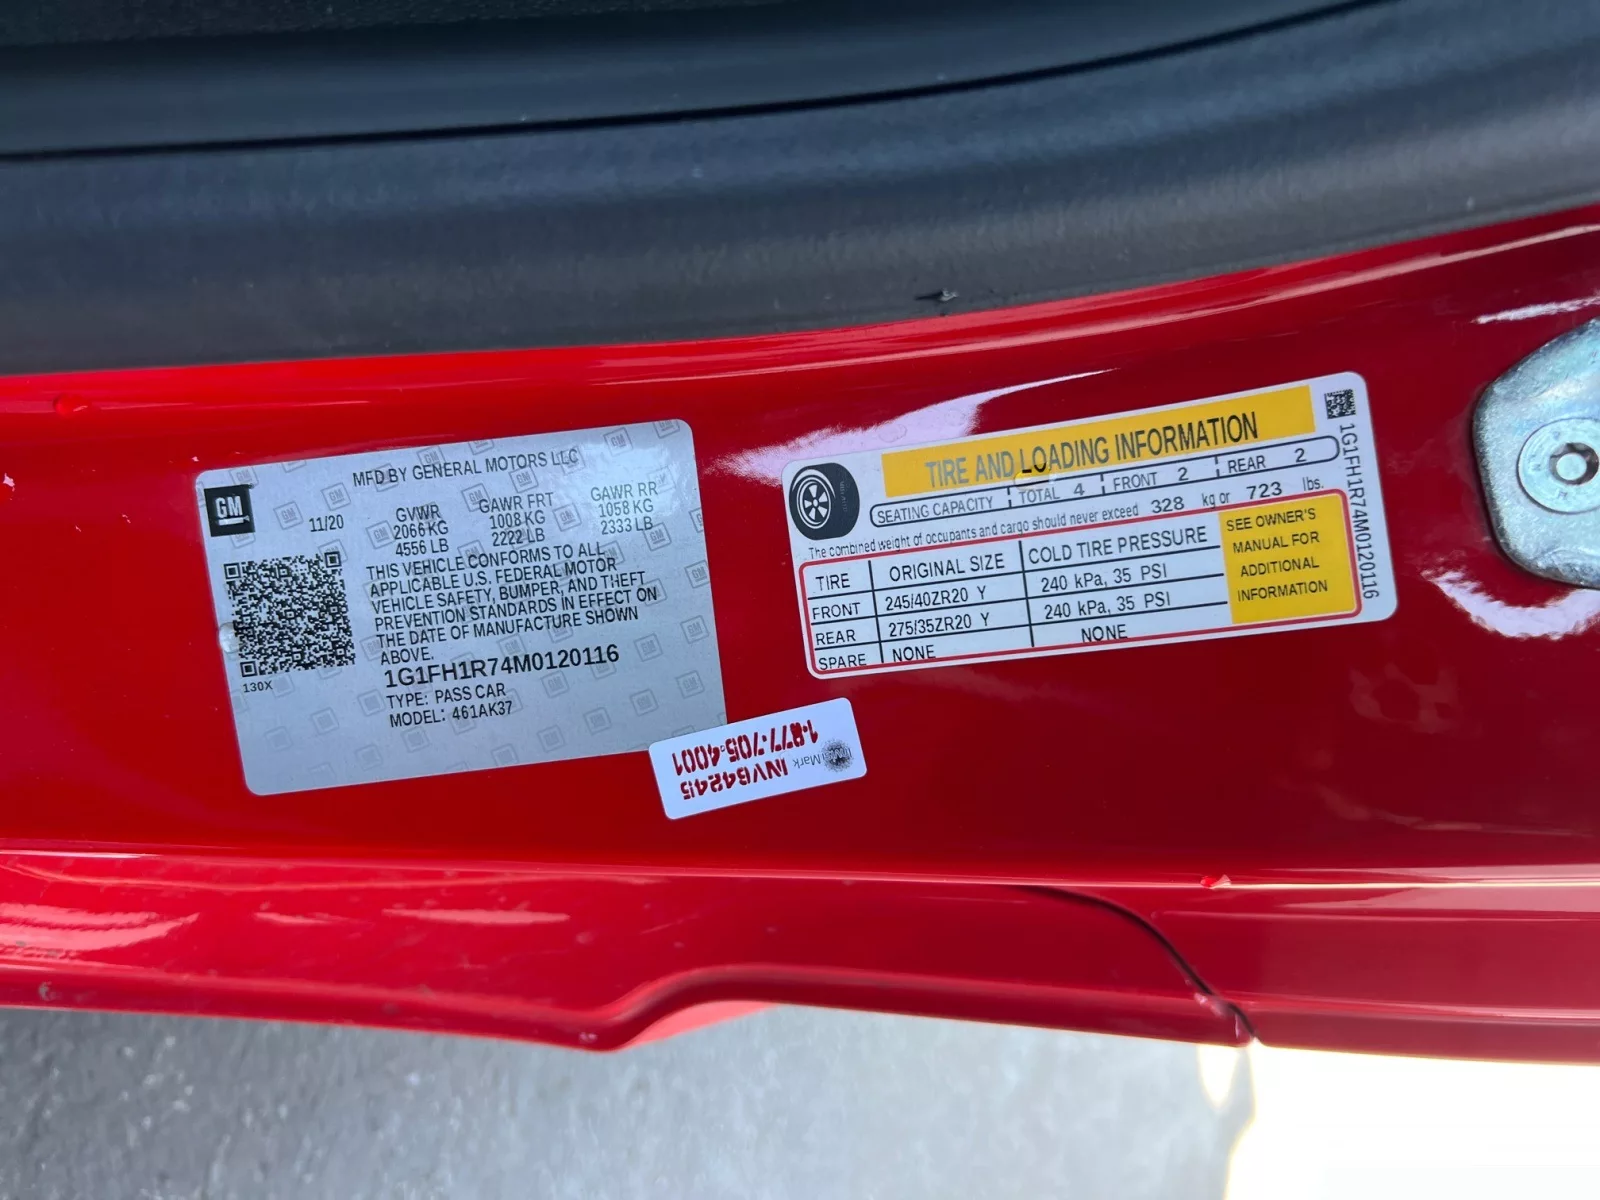 GM
MFD BY GENERAL MOTORS LLC
11/20
GVWR
2066 KG
4556 LB
GAWR FRT
1008 KG
2222 LB
GAWR RR
1058 KG
2333 LB
THIS VEHICLE CONFORMS TO ALL
APPLICABLE U.S. FEDERAL MOTOR
VEHICLE SAFETY, BUMPER, AND THEFT
PREVENTION STANDARDS IN EFFECT ON
THE DATE OF MANUFACTURE SHOWN
ABOVE.
1G1FH1R74M0120116
TYPE: PASS CAR
MODEL: 461AK37
130X
TIRE AND LOADING INFORMATION
SEATING CAPACITY TOTAL 4 FRONT 2 REAR 2
The combined weight of occupants and cargo should never exceed 328 kg or 723 lbs.
TIRE ORIGINAL SIZE COLD TIRE PRESSURE
FRONT 245/40ZR20 Y 240 kPa, 35 PSI
REAR 275/35ZR20 Y 240 kPa, 35 PSI
SPARE NONE NONE
SEE OWNER'S
MANUAL FOR
ADDITIONAL
INFORMATION
1G1FH1R74M0120116
INV64245
1-877-705-4001